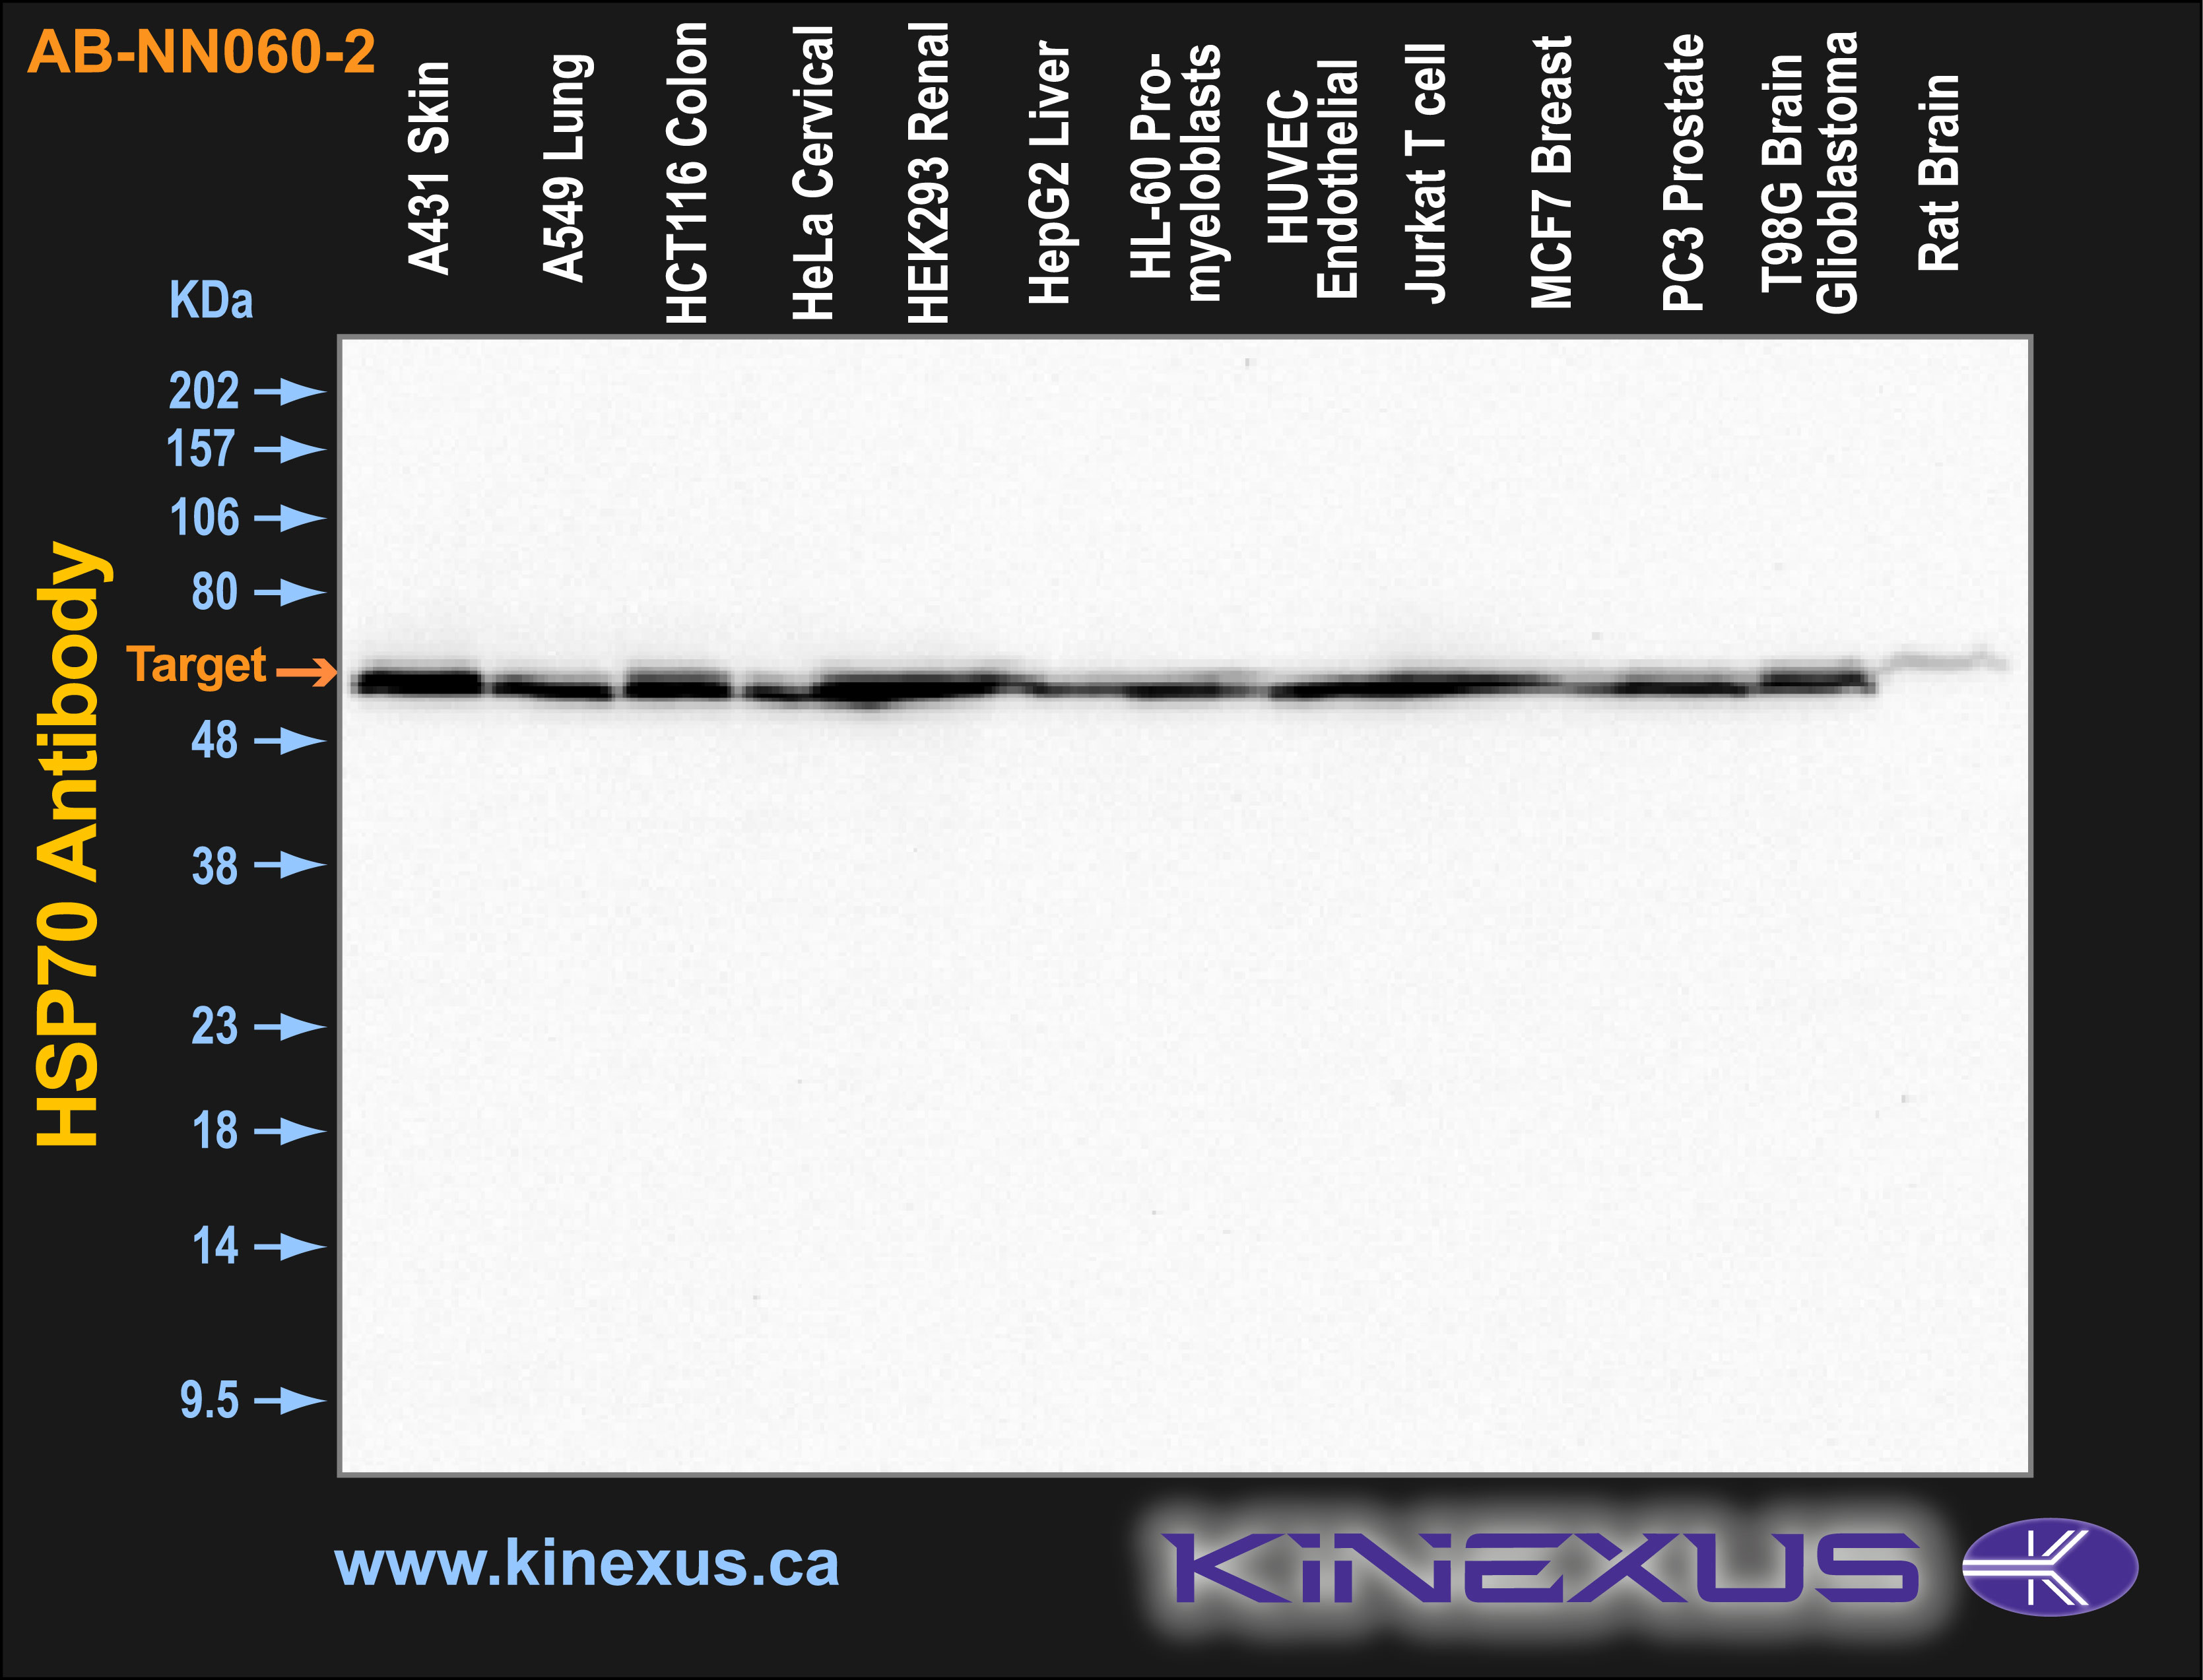 AB-NN060-2
A431 Skin
A549 Lung
HCT116 Colon
HeLa Cervical
HEK293 Renal
HepG2 Liver
HL-60 Pro-
myeloblasts
HUVEC
Endothelial
Jurkat T cell
MCF7 Breast
PC3 Prostate
T98G Brain
Glioblastoma
Rat Brain
KDa
202
157
106
80
Target
48
38
23
18
14
9.5
HSP70 Antibody
www.kinexus.ca
KiNEXUS